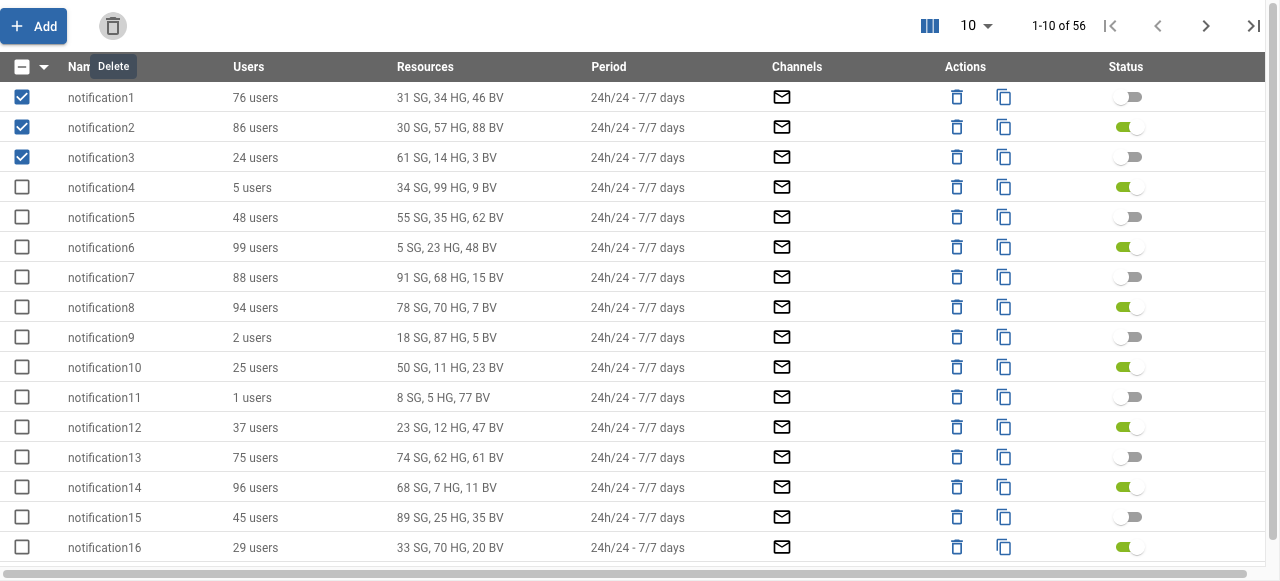 Add 10 1-10 of 56
Delete
Nam Users Resources Period Channels Actions Status
notification1 76 users 31 SG, 34 HG, 46 BV 24h/24 - 7/7 days
notification2 86 users 30 SG, 57 HG, 88 BV 24h/24 - 7/7 days
notification3 24 users 61 SG, 14 HG, 3 BV 24h/24 - 7/7 days
notification4 5 users 34 SG, 99 HG, 9 BV 24h/24 - 7/7 days
notification5 48 users 55 SG, 35 HG, 62 BV 24h/24 - 7/7 days
notification6 99 users 5 SG, 23 HG, 48 BV 24h/24 - 7/7 days
notification7 88 users 91 SG, 68 HG, 15 BV 24h/24 - 7/7 days
notification8 94 users 78 SG, 70 HG, 7 BV 24h/24 - 7/7 days
notification9 2 users 18 SG, 87 HG, 5 BV 24h/24 - 7/7 days
notification10 25 users 50 SG, 11 HG, 23 BV 24h/24 - 7/7 days
notification11 1 users 8 SG, 5 HG, 77 BV 24h/24 - 7/7 days
notification12 37 users 23 SG, 12 HG, 47 BV 24h/24 - 7/7 days
notification13 75 users 74 SG, 62 HG, 61 BV 24h/24 - 7/7 days
notification14 96 users 68 SG, 7 HG, 11 BV 24h/24 - 7/7 days
notification15 45 users 89 SG, 25 HG, 35 BV 24h/24 - 7/7 days
notification16 29 users 33 SG, 70 HG, 20 BV 24h/24 - 7/7 days